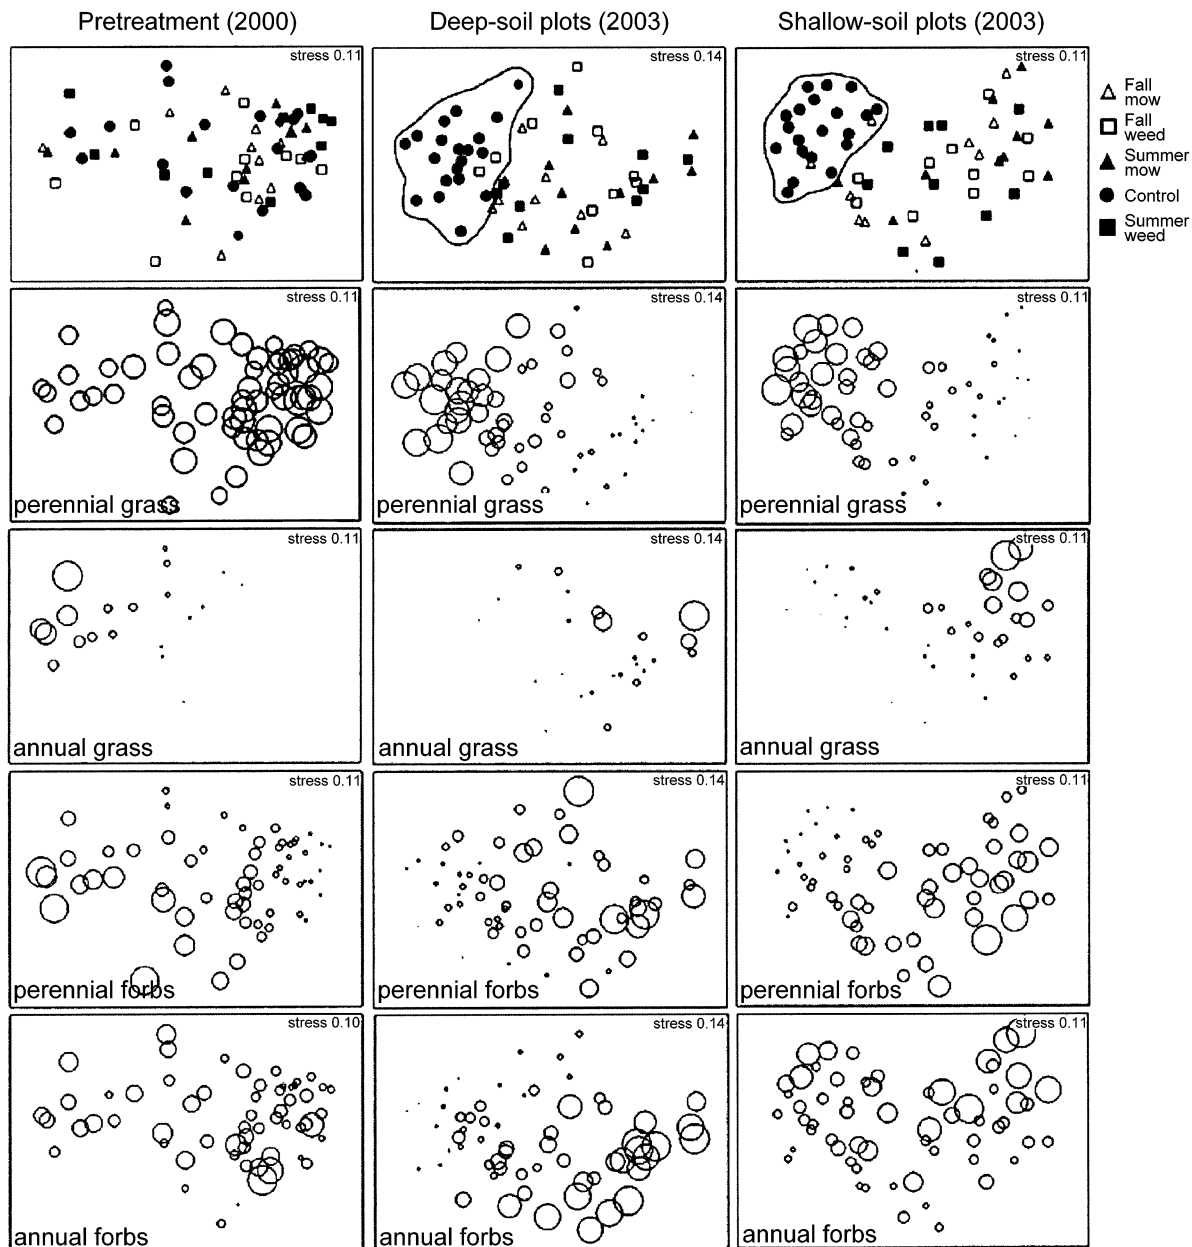 Pretreatment (2000) Deep-soil plots (2003) Shallow-soil plots (2003)
stress 0.11 stress 0.14 stress 0.11
Fall
mow
Fall
weed
Summer
mow
Control
Summer
weed
stress 0.11 stress 0.14 stress 0.11
perennial grass perennial grass perennial grass
stress 0.11 stress 0.14 stress 0.11
annual grass annual grass annual grass
stress 0.11 stress 0.14 stress 0.11
perennial forbs perennial forbs perennial forbs
stress 0.10 stress 0.14 stress 0.11
annual forbs annual forbs annual forbs